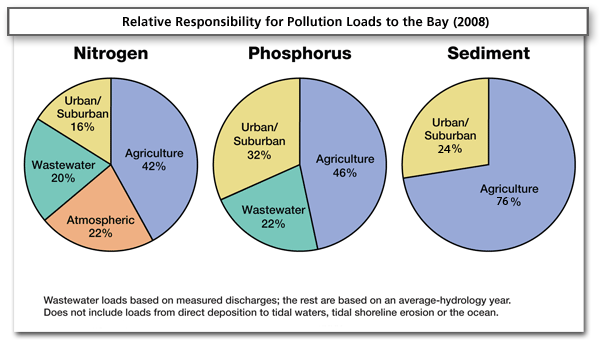 Relative Responsibility for Pollution Loads to the Bay (2008)
Nitrogen
Urban/
Suburban
16%
Agriculture
42%
Wastewater
20%
Atmospheric
22%
Phosphorus
Urban/
Suburban
32%
Agriculture
46%
Wastewater
22%
Sediment
Urban/
Suburban
24%
Agriculture
76%
Wastewater loads based on measured discharges; the rest are based on an average-hydrology year.
Does not include loads from direct deposition to tidal waters, tidal shoreline erosion or the ocean.